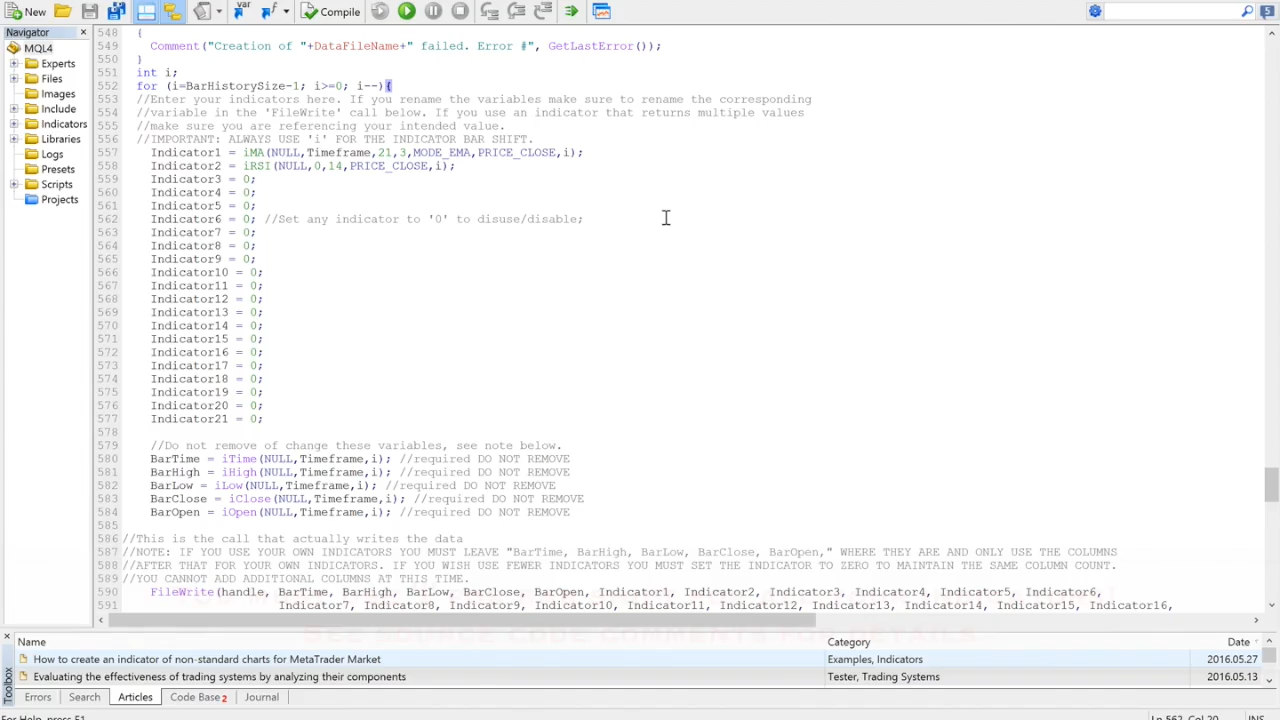 New
var
f
Compile
5
Navigator
MQL4
Experts
Files
Images
Include
Indicators
Libraries
Logs
Presets
Scripts
Projects
548 {
549 Comment("Creation of "+DataFileName+" failed. Error #", GetLastError());
550 }
551 int i;
552 for (i=BarHistorySize-1; i>=0; i--){
553 //Enter your indicators here. If you rename the variables make sure to rename the corresponding
554 //variable in the 'FileWrite' call below. If you use an indicator that returns multiple values
555 //make sure you are referencing your intended value.
556 //IMPORTANT: ALWAYS USE 'i' FOR THE INDICATOR BAR SHIFT.
557 Indicator1 = iMA(NULL,Timeframe,21,3,MODE_EMA,PRICE_CLOSE,i);
558 Indicator2 = iRSI(NULL,0,14,PRICE_CLOSE,i);
559 Indicator3 = 0;
560 Indicator4 = 0;
561 Indicator5 = 0;
562 Indicator6 = 0; //Set any indicator to '0' to disuse/disable;
563 Indicator7 = 0;
564 Indicator8 = 0;
565 Indicator9 = 0;
566 Indicator10 = 0;
567 Indicator11 = 0;
568 Indicator12 = 0;
569 Indicator13 = 0;
570 Indicator14 = 0;
571 Indicator15 = 0;
572 Indicator16 = 0;
573 Indicator17 = 0;
574 Indicator18 = 0;
575 Indicator19 = 0;
576 Indicator20 = 0;
577 Indicator21 = 0;
578
579 //Do not remove of change these variables, see note below.
580 BarTime = iTime(NULL,Timeframe,i); //required DO NOT REMOVE
581 BarHigh = iHigh(NULL,Timeframe,i); //required DO NOT REMOVE
582 BarLow = iLow(NULL,Timeframe,i); //required DO NOT REMOVE
583 BarClose = iClose(NULL,Timeframe,i); //required DO NOT REMOVE
584 BarOpen = iOpen(NULL,Timeframe,i); //required DO NOT REMOVE
585
586 //This is the call that actually writes the data
587 //NOTE: IF YOU USE YOUR OWN INDICATORS YOU MUST LEAVE "BarTime, BarHigh, BarLow, BarClose, BarOpen," WHERE THEY ARE AND ONLY USE THE COLUMNS
588 //AFTER THAT FOR YOUR OWN INDICATORS. IF YOU WISH USE FEWER INDICATORS YOU MUST SET THE INDICATOR TO ZERO TO MAINTAIN THE SAME COLUMN COUNT.
589 //YOU CANNOT ADD ADDITIONAL COLUMNS AT THIS TIME.
590 FileWrite(handle, BarTime, BarHigh, BarLow, BarClose, BarOpen, Indicator1, Indicator2, Indicator3, Indicator4, Indicator5, Indicator6,
591 Indicator7, Indicator8, Indicator9, Indicator10, Indicator11, Indicator12, Indicator13, Indicator14, Indicator15, Indicator16,
SEE SOURCE CODE COMMENTS FOR DETAILS
Toolbox
Name Category Date
How to create an indicator of non-standard charts for MetaTrader Market Examples, Indicators 2016.05.27
Evaluating the effectiveness of trading systems by analyzing their components Tester, Trading Systems 2016.05.13
Errors Search Articles Code Base 2 Journal
For Help, press F1 Ln 562, Col 20 INS